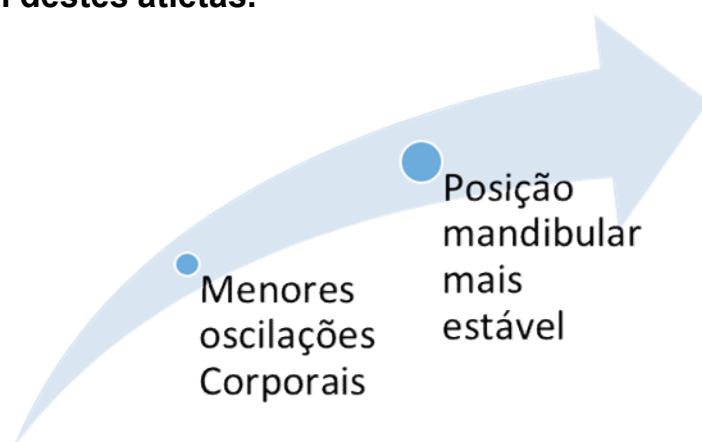 destes atletas.
Posição
mandibular
mais
estável
Menores
oscilações
Corporais